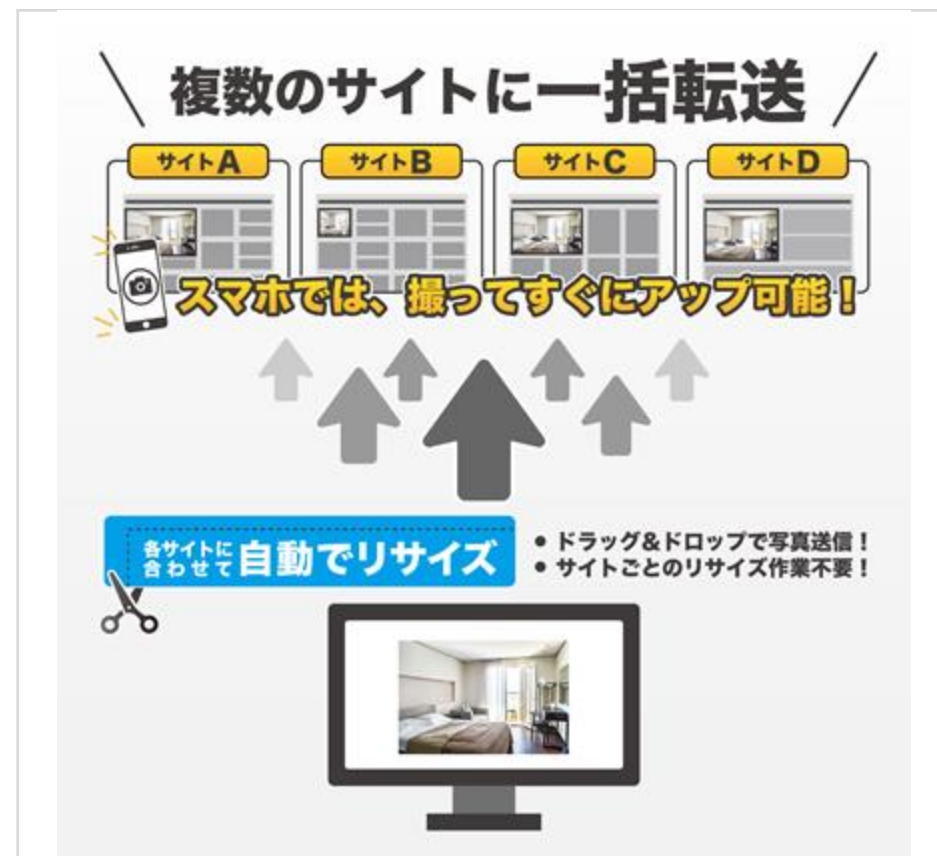 複数のサイトに一括転送
サイトA
サイトB
サイトC
サイトD
スマホでは、撮ってすぐにアップ可能！
各サイトに
合わせて
自動でリサイズ
● ドラッグ&ドロップで写真送信！
● サイトごとのリサイズ作業不要！